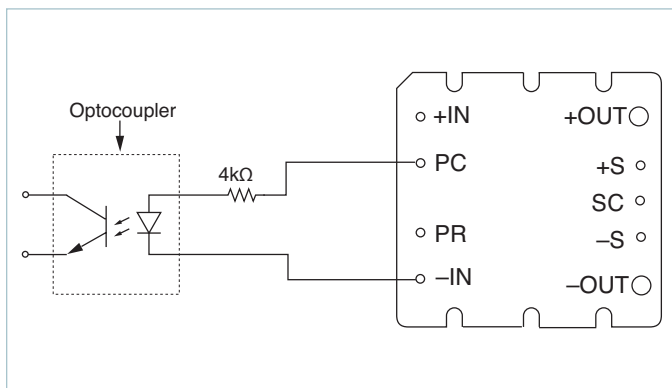 Optocoupler
4kΩ
+IN
PC
PR
–IN
+OUT
+S
SC
–S
–OUT